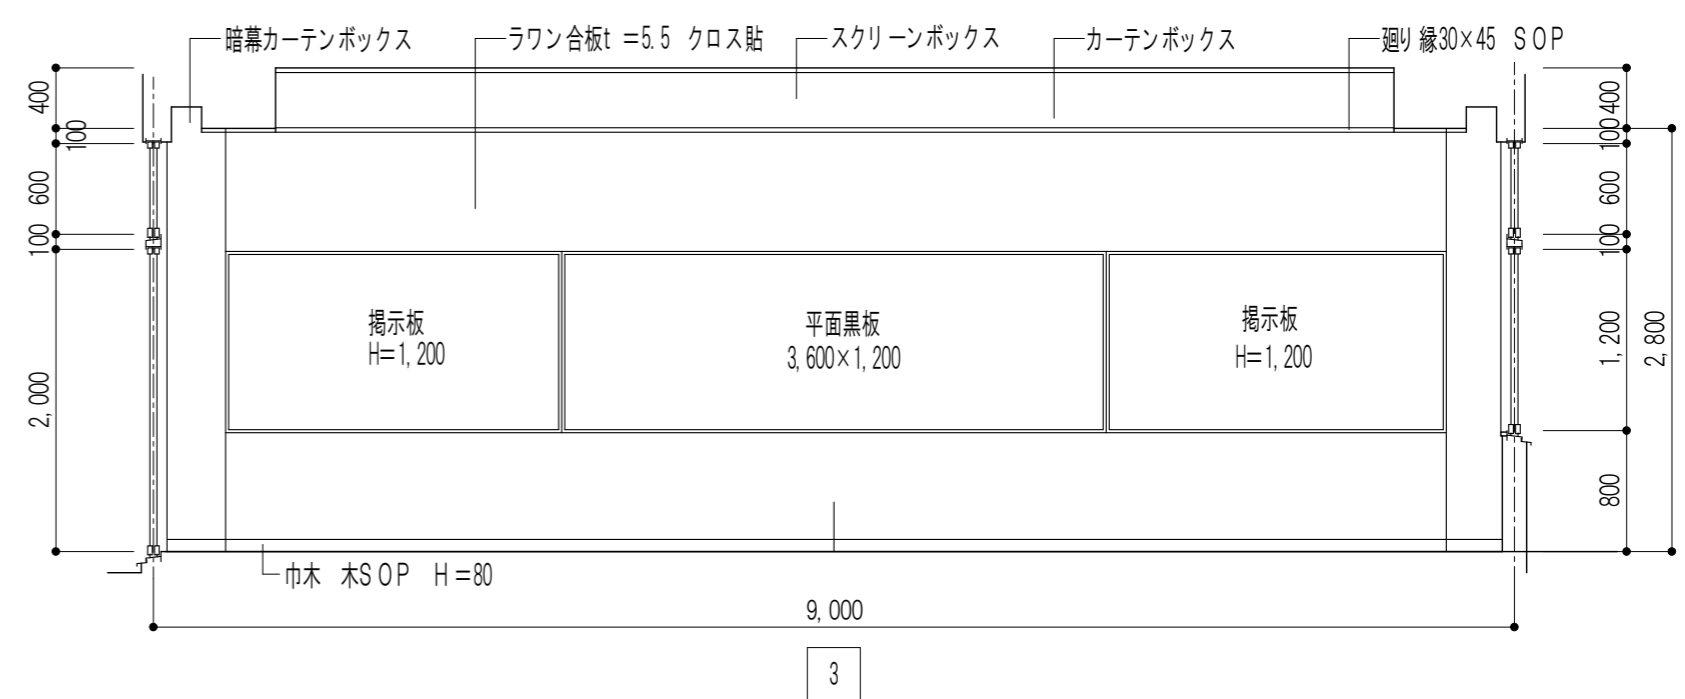 暗幕カーテンボックス
ラワン合板t=5.5 クロス貼
スクリーンボックス
カーテンボックス
廻り縁30×45 SOP
400
100
600
100
2,000
400
100
600
100
1,200
800
2,800
掲示板
H=1,200
平面黒板
3,600×1,200
掲示板
H=1,200
巾木 木SOP H=80
9,000
3